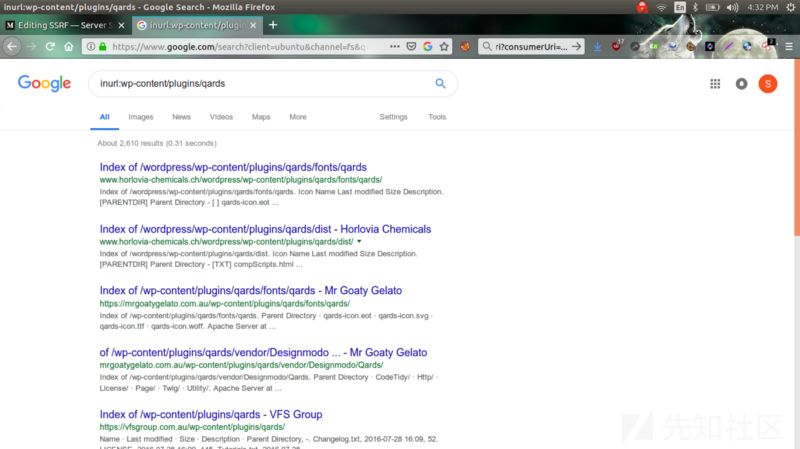 inurl:wp-content/plugins/qards - Google Search - Mozilla Firefox
En
4:32 PM
Editing SSRF — Server S
inurl:wp-content/plugins/q
https://www.google.com/search?client=ubuntu&channel=fs&q
ri?consumerUri=...
17
2
Google
inurl:wp-content/plugins/qards
S
All Images News Videos Maps More Settings Tools
About 2,610 results (0.31 seconds)
Index of /wordpress/wp-content/plugins/qards/fonts/qards
www.horlovia-chemicals.ch/wordpress/wp-content/plugins/qards/fonts/qards/
Index of /wordpress/wp-content/plugins/qards/fonts/qards. Icon Name Last modified Size Description.
[PARENTDIR] Parent Directory - [ ] qards-icon.eot ...
Index of /wordpress/wp-content/plugins/qards/dist - Horlovia Chemicals
www.horlovia-chemicals.ch/wordpress/wp-content/plugins/qards/dist/
Index of /wordpress/wp-content/plugins/qards/dist. Icon Name Last modified Size Description.
[PARENTDIR] Parent Directory - [TXT] compScripts.html ...
Index of /wp-content/plugins/qards/fonts/qards - Mr Goaty Gelato
https://mrgoatygelato.com.au/wp-content/plugins/qards/fonts/qards/
Index of /wp-content/plugins/qards/fonts/qards. Parent Directory · qards-icon.eot · qards-icon.svg ·
qards-icon.ttf · qards-icon.woff. Apache Server at ...
of /wp-content/plugins/qards/vendor/Designmodo ... - Mr Goaty Gelato
mrgoatygelato.com.au/wp-content/plugins/qards/vendor/Designmodo/Qards/
Index of /wp-content/plugins/qards/vendor/Designmodo/Qards. Parent Directory · CodeTidy/ · Http/ ·
License/ · Page/ · Twig/ · Utility/. Apache Server at ...
Index of /wp-content/plugins/qards - VFS Group
https://vfsgroup.com.au/wp-content/plugins/qards/
Name · Last modified · Size · Description · Parent Directory, -. Changelog.txt, 2016-07-28 16:09, 52.
先知社区